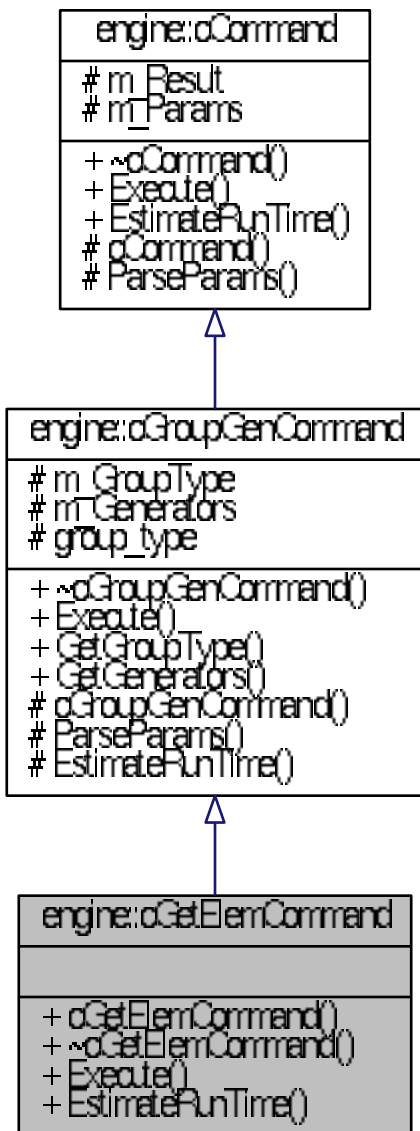 engine::cCommand
# m_Result
# m_Params
+ ~cCommand()
+ Execute()
+ EstimateRunTime()
# cCommand()
# ParseParams()
engine::cGroupGenCommand
# m_GroupType
# m_Generators
# group_type
+ ~cGroupGenCommand()
+ Execute()
+ GetGroupType()
+ GetGenerators()
# cGroupGenCommand()
# ParseParams()
# EstimateRunTime()
engine::cGetElemCommand
+ cGetElemCommand()
+ ~cGetElemCommand()
+ Execute()
+ EstimateRunTime()